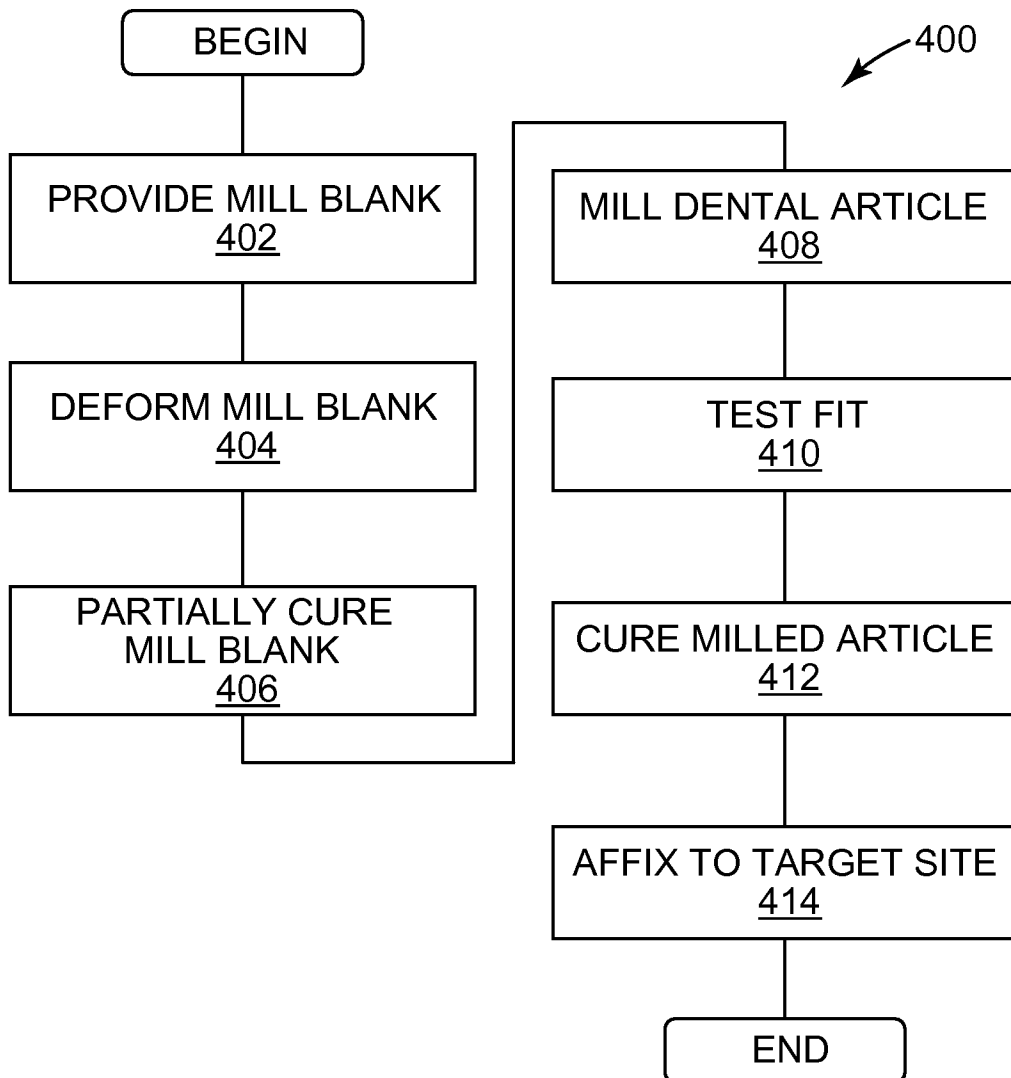 BEGIN
400
PROVIDE MILL BLANK
402
DEFORM MILL BLANK
404
PARTIALLY CURE
MILL BLANK
406
MILL DENTAL ARTICLE
408
TEST FIT
410
CURE MILLED ARTICLE
412
AFFIX TO TARGET SITE
414
END